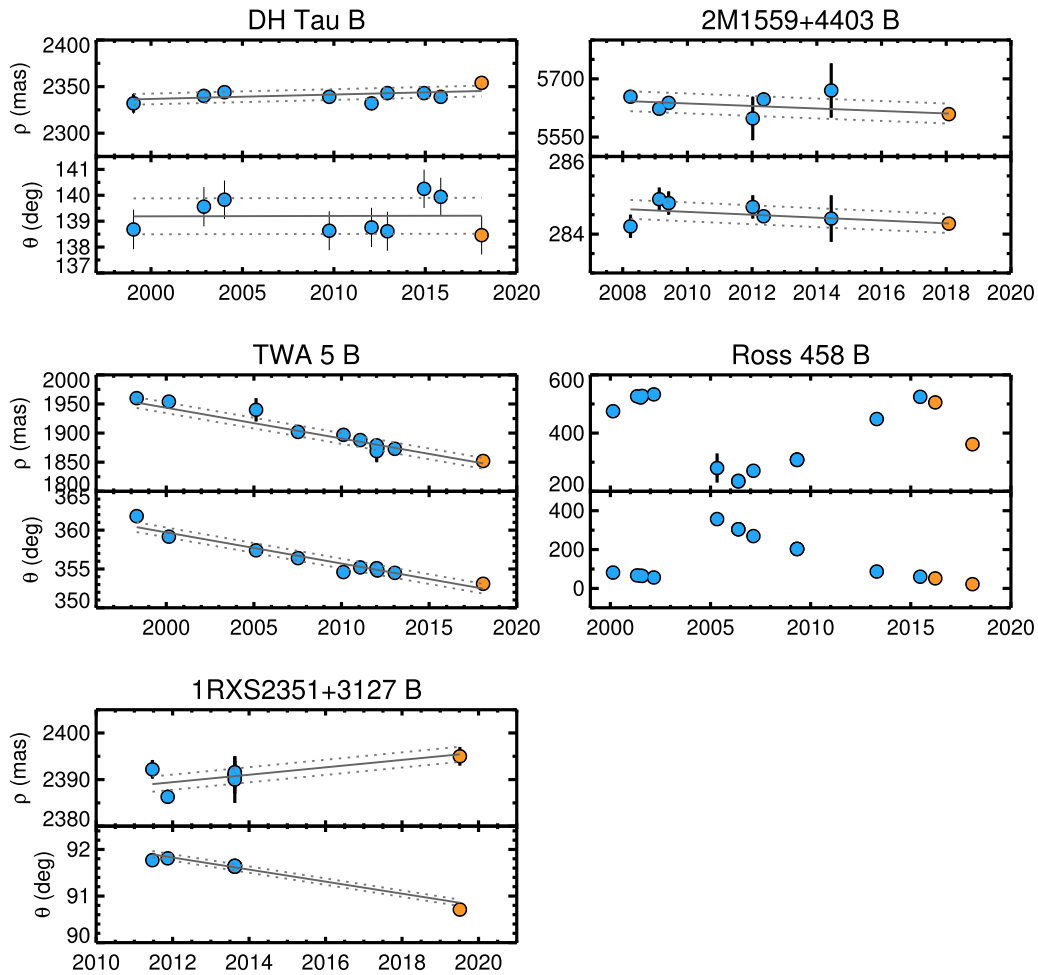 DH Tau B
2400
2350
2300
ρ (mas)
141
140
139
138
137
θ (deg)
2000 2005 2010 2015 2020
2M1559+4403 B
5700
5550
286
284
2008 2010 2012 2014 2016 2018 2020
TWA 5 B
2000
1950
1900
1850
1800
ρ (mas)
365
360
355
350
θ (deg)
2000 2005 2010 2015 2020
Ross 458 B
600
400
200
400
200
0
2000 2005 2010 2015 2020
1RXS2351+3127 B
2400
2390
2380
ρ (mas)
92
91
90
θ (deg)
2010 2012 2014 2016 2018 2020